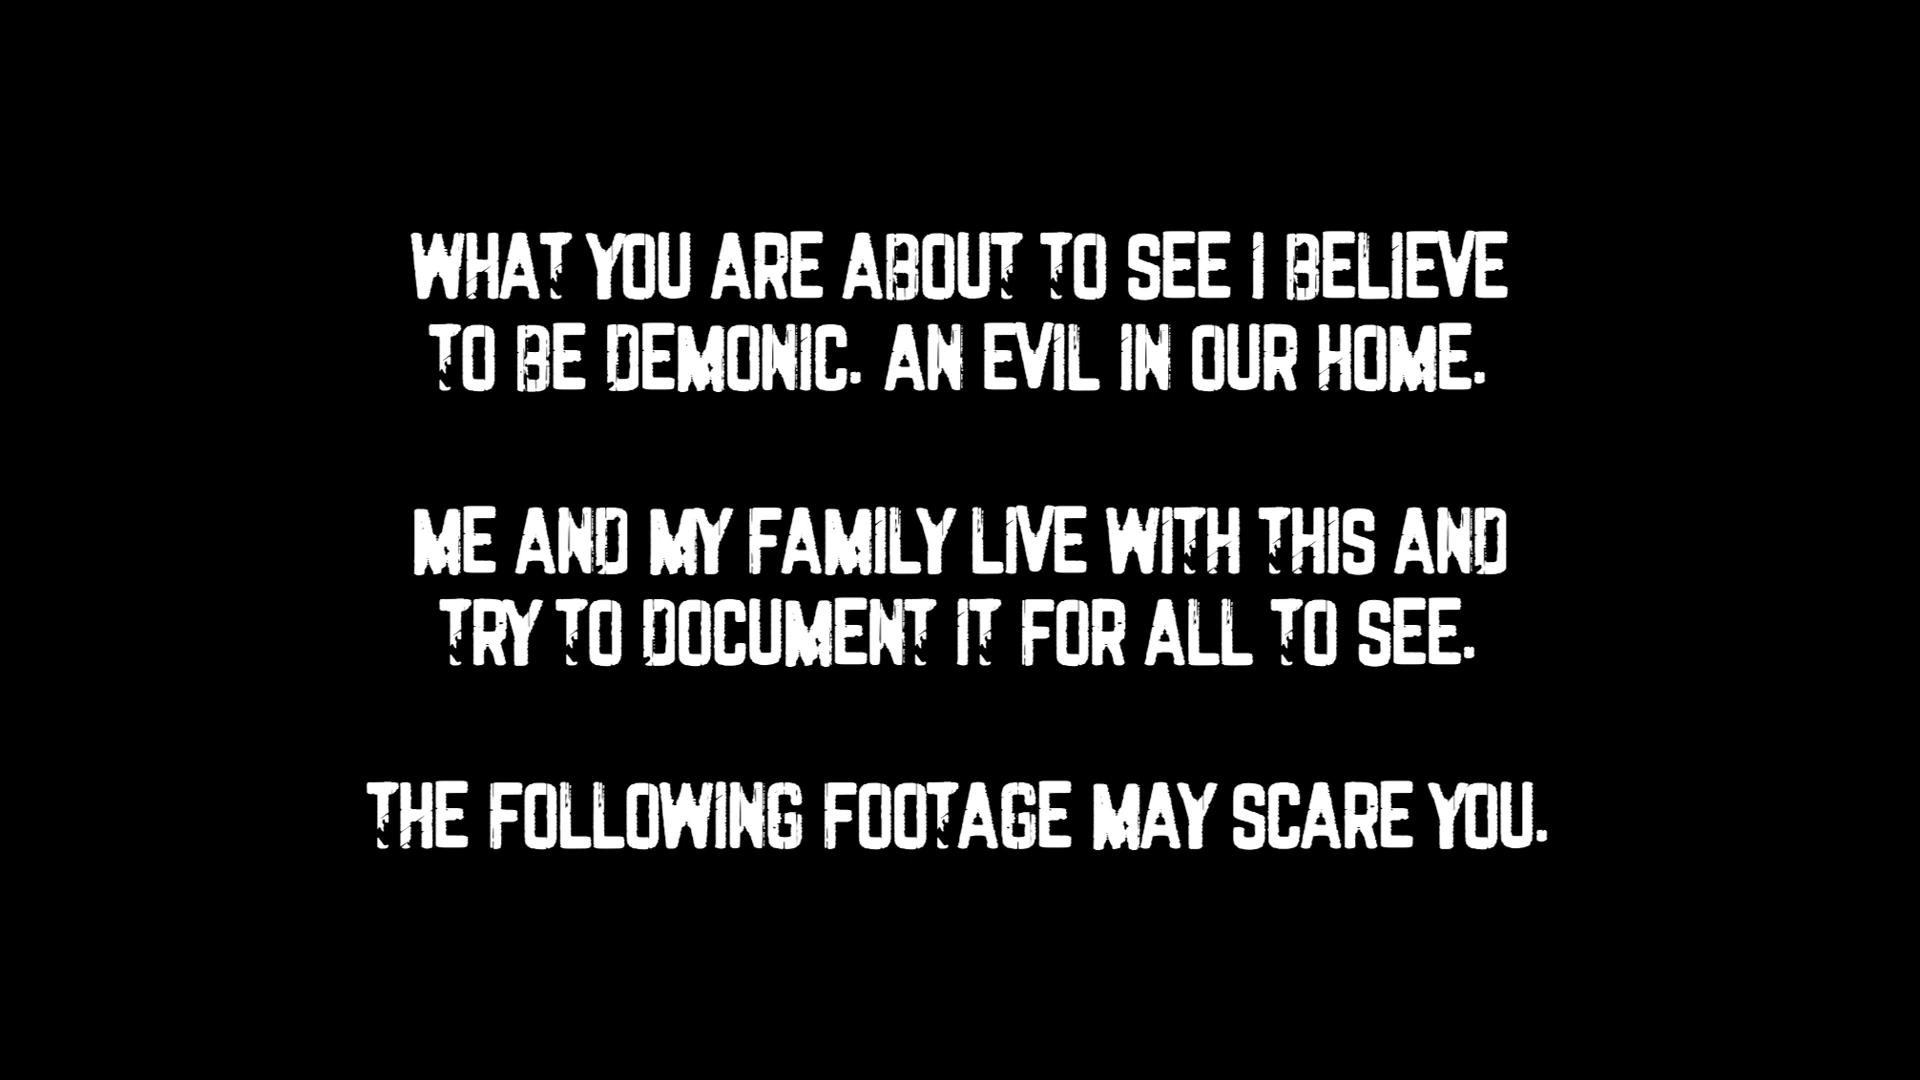 WHAT YOU ARE ABOUT TO SEE I BELIEVE
TO BE DEMONIC. AN EVIL IN OUR HOME.
ME AND MY FAMILY LIVE WITH THIS AND
TRY TO DOCUMENT IT FOR ALL TO SEE.
THE FOLLOWING FOOTAGE MAY SCARE YOU.